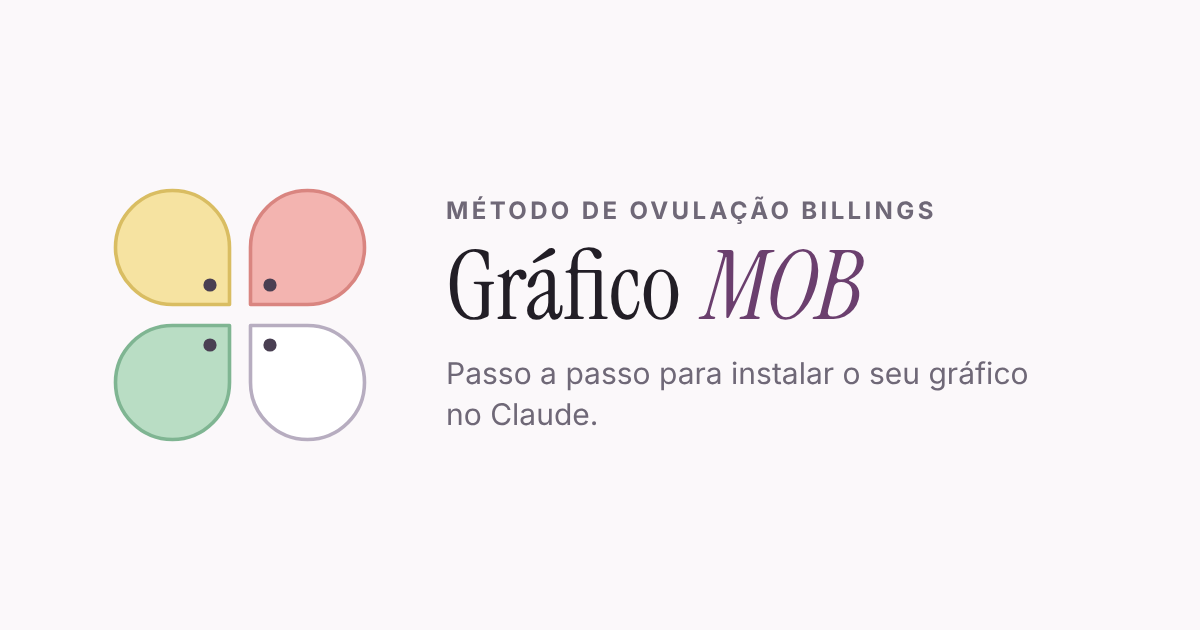 MÉTODO DE OVULAÇÃO BILLINGS
Gráfico MOB
Passo a passo para instalar o seu gráfico
no Claude.